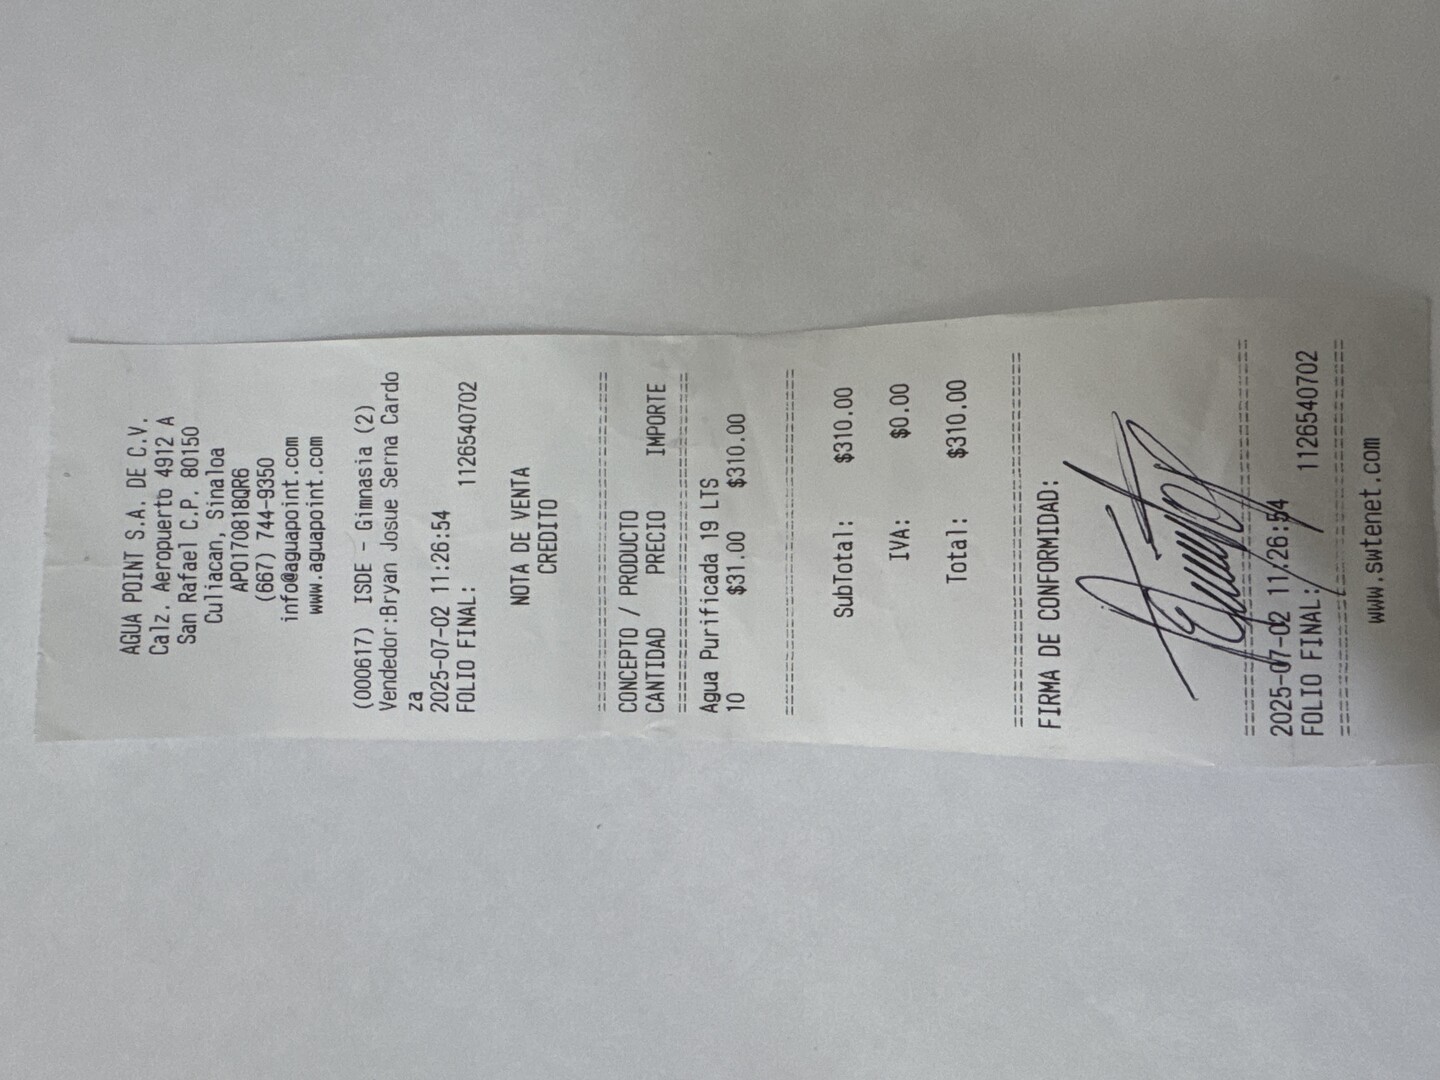 AGUA POINT S.A. DE C.V.
Calz. Aeropuerto 4912 A
San Rafael C.P. 80150
Culiacan, Sinaloa
APO170818QR6
(667) 744-9350
info@aguapoint.com
www.aguapoint.com
(000617) ISDE - Gimnasia (2)
Vendedor:Bryan Josue Serna Cardo
za
2025-07-02 11:26:54
FOLIO FINAL: 1126540702
NOTA DE VENTA
CREDITO
CONCEPTO / PRODUCTO
CANTIDAD PRECIO IMPORTE
Agua Purificada 19 LTS
10 $31.00 $310.00
SubTotal: $310.00
IVA: $0.00
Total: $310.00
FIRMA DE CONFORMIDAD:
2025-07-02 11:26:54
FOLIO FINAL: 1126540702
www.swtenet.com